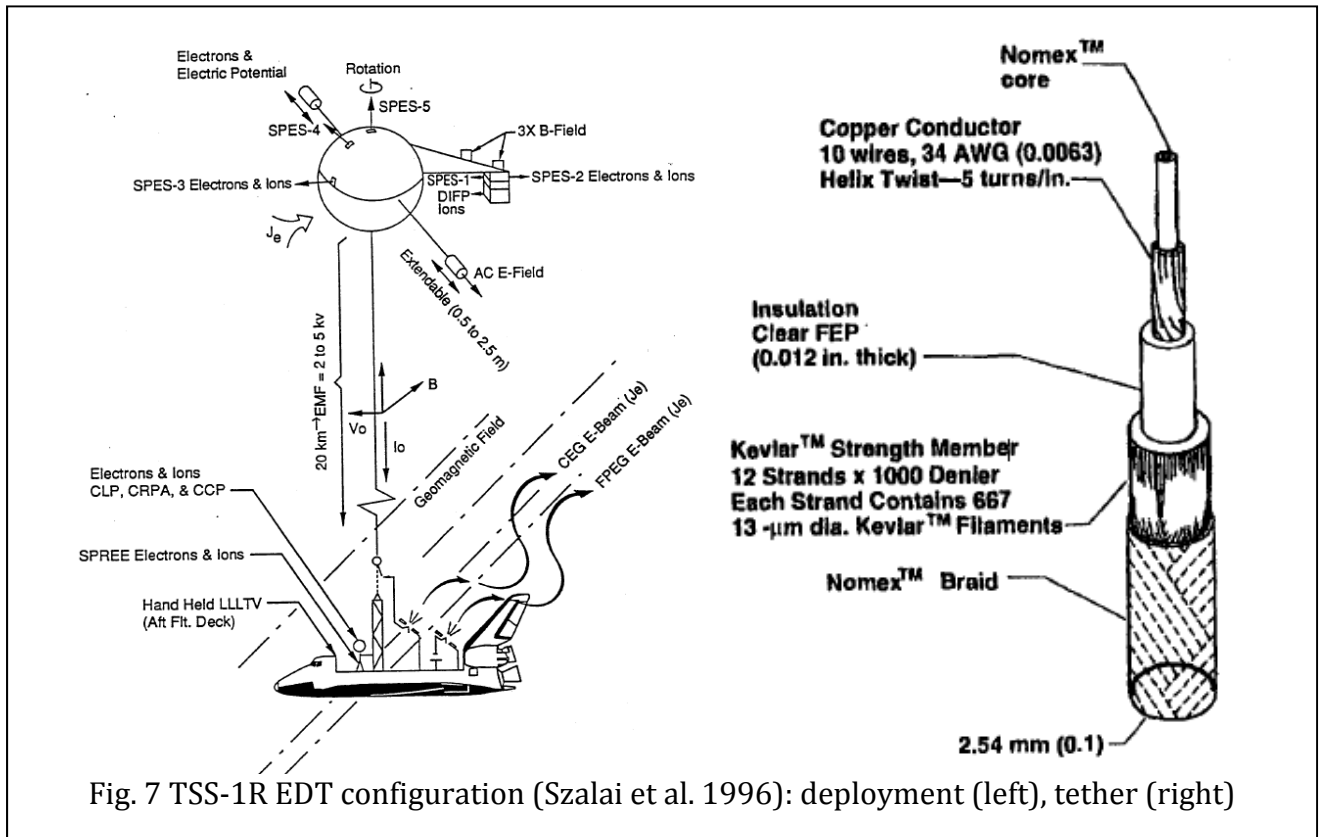 Electrons &
Electric Potential
Rotation
SPES-5
SPES-4
3X B-Field
SPES-3 Electrons & Ions
SPES-1
SPES-2 Electrons & Ions
DIFP
Ions
Je
AC E-Field
Extendable (0.5 to 2.5 m)
20 km→EMF = 2 to 5 kv
B
Vo
Io
Geomagnetic Field
CEG E-Beam (Je)
FPEG E-Beam (Je)
Electrons & Ions
CLP, CRPA, & CCP
SPREE Electrons & Ions
Hand Held LLLTV
(Aft Flt. Deck)
Nomex™
core
Copper Conductor
10 wires, 34 AWG (0.0063)
Helix Twist—5 turns/in.
Insulation
Clear FEP
(0.012 in. thick)
Kevlar™ Strength Member
12 Strands x 1000 Denier
Each Strand Contains 667
13 -μm dia. Kevlar™ Filaments
Nomex™ Braid
2.54 mm (0.1)
Fig. 7 TSS-1R EDT configuration (Szalai et al. 1996): deployment (left), tether (right)